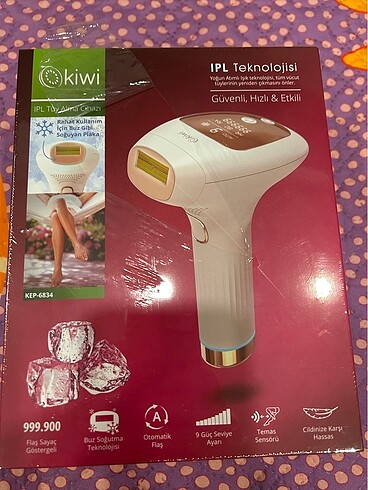 kiwi
IPL Teknolojisi
Yoğun Atımlı Işık teknolojisi, tüm vücut
tüylerinin yeniden çıkmasını önler.
Güvenli, Hızlı & Etkili
IPL Tüy Alma Cihazı
Rahat Kullanım
İçin Buz Gibi
Soğuyan Plaka
kiwi
KEP-6834
999.900
Flaş Sayaç
Göstergeli
Buz Soğutma
Teknolojisi
A
Otomatik
Flaş
9 Güç Seviye
Ayarı
Temas
Sensörü
Cildinize Karşı
Hassas